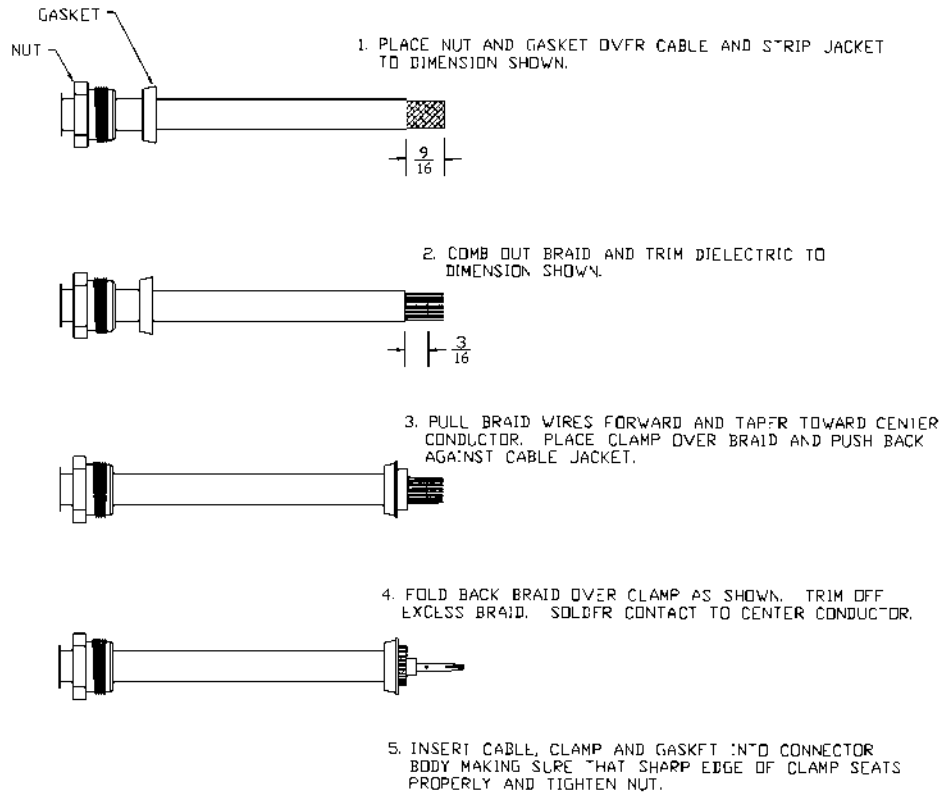 GASKET
NUT
1. PLACE NUT AND GASKET OVER CABLE AND STRIP JACKET
TO DIMENSION SHOWN.
9
16
2. COMB OUT BRAID AND TRIM DIELECTRIC TO
DIMENSION SHOWN.
3
16
3. PULL BRAID WIRES FORWARD AND TAPER TOWARD CENTER
CONDUCTOR. PLACE CLAMP OVER BRAID AND PUSH BACK
AGAINST CABLE JACKET.
4. FOLD BACK BRAID OVER CLAMP AS SHOWN. TRIM OFF
EXCESS BRAID. SOLDER CONTACT TO CENTER CONDUCTOR.
5. INSERT CABLE, CLAMP AND GASKET INTO CONNECTOR
BODY MAKING SURE THAT SHARP EDGE OF CLAMP SEATS
PROPERLY AND TIGHTEN NUT.